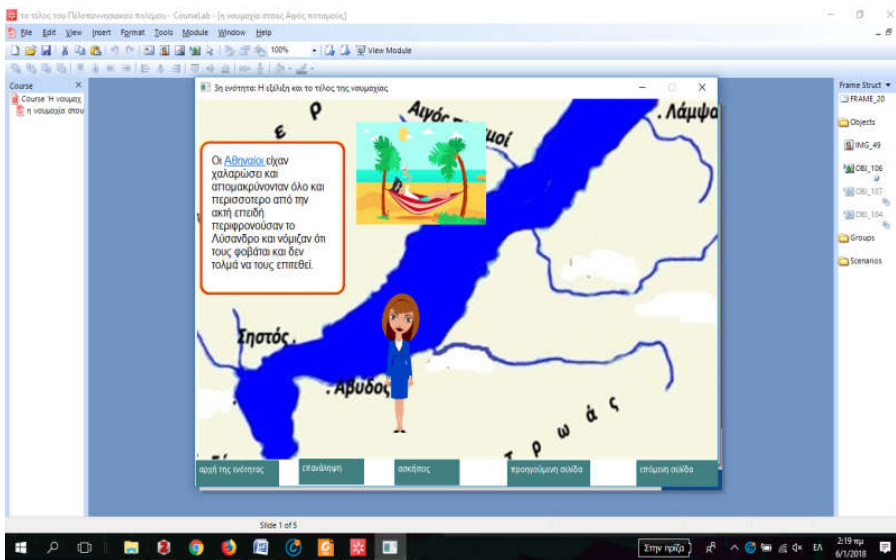 το τέλος του Πελοποννησιακού πολέμου - CourseLab - [η ναυμαχία στους Αιγός ποταμούς]
File Edit View Insert Format Tools Module Window Help
100% View Module
Course
Course 'Η ναυμαχ
η ναυμαχία στου
3η ενότητα: Η εξέλιξη και το τέλος της ναυμαχίας
Ε Ρ
Αιγός
μοί
. Λάμψα
Οι Αθηναίοι είχαν
χαλαρώσει και
απομακρύνονταν όλο και
περισσοτερο από την
ακτή επειδή
περιφρονούσαν το
Λύσανδρο και νόμιζαν ότι
τους φοβάται και δεν
τολμά να τους επιτεθεί.
Σηστός .
. Άβυδος
Τ ρ ω ά ς
αρχή της ενότητας
επανάληψη
ασκήσεις
προηγούμενη σελίδα
επόμενη σελίδα
Frame Struct
FRAME_20
Objects
IMG_49
OBJ_106
OBJ_107
OBJ_104
Groups
Scenarios
Slide 1 of 5
Στην πρίζα
ΕΛ
2:19 πμ
6/1/2018